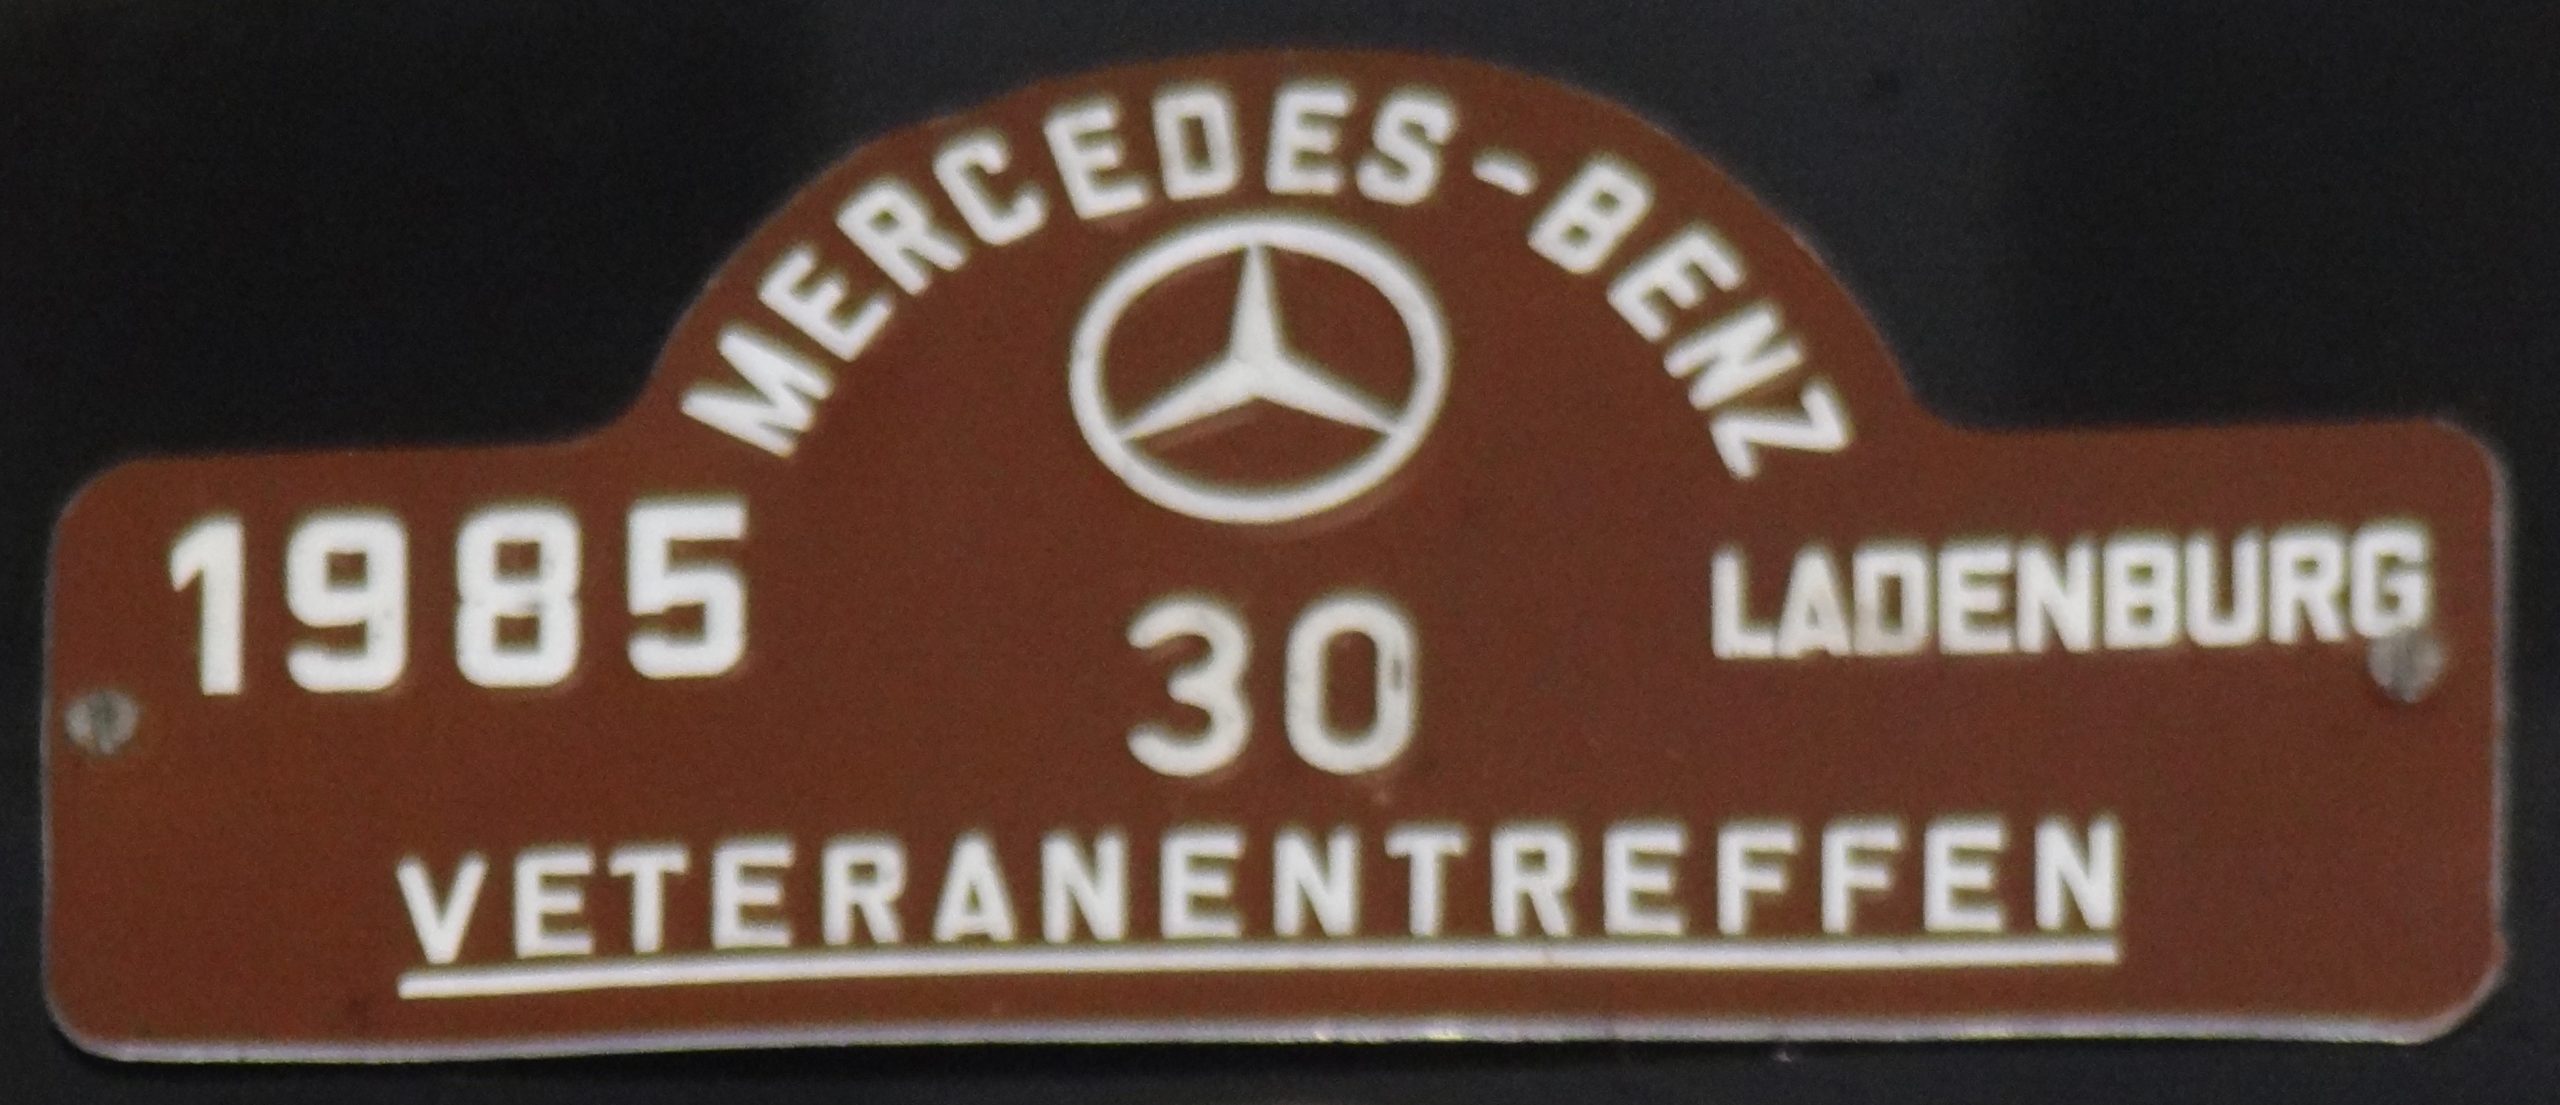 MERCEDES-BENZ
1985
LADENBURG
30
VETERANENTREFFEN